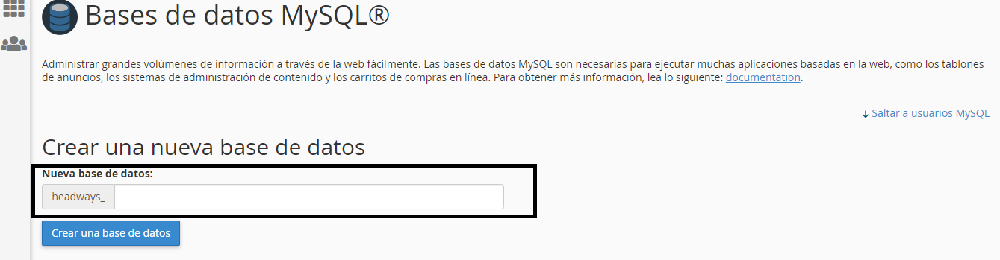 Bases de datos MySQL®
Administrar grandes volúmenes de información a través de la web fácilmente. Las bases de datos MySQL son necesarias para ejecutar muchas aplicaciones basadas en la web, como los tablones
de anuncios, los sistemas de administración de contenido y los carritos de compras en línea. Para obtener más información, lea lo siguiente: documentation.
Saltar a usuarios MySQL
Crear una nueva base de datos
Nueva base de datos:
headways_
Crear una base de datos